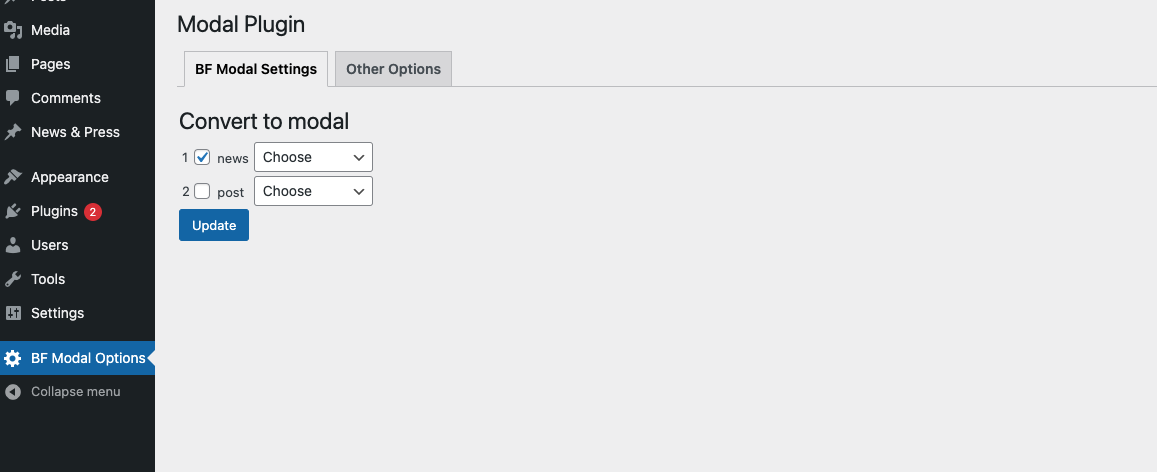 Modal Plugin
Media
Pages
Comments
News & Press
Appearance
Plugins 2
Users
Tools
Settings
BF Modal Options
Collapse menu
BF Modal Settings Other Options
Convert to modal
1 news Choose
2 post Choose
Update